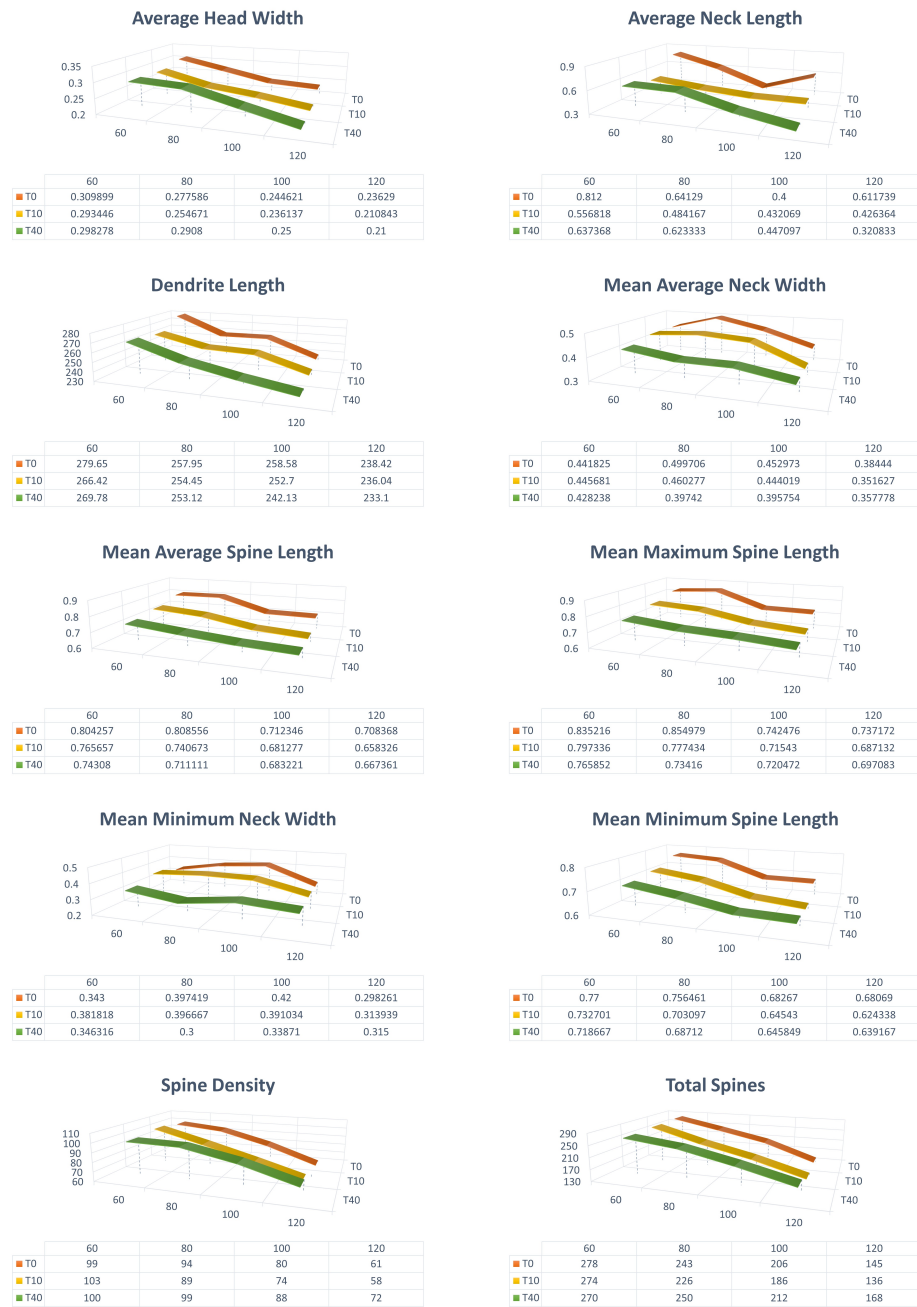 Average Head Width
0.35
0.3
0.25
0.2
60
80
100
120
T0
T10
T40
60 80 100 120
T0 0.309899 0.277586 0.244621 0.23629
T10 0.293446 0.254671 0.236137 0.210843
T40 0.298278 0.2908 0.25 0.21
Average Neck Length
0.9
0.6
0.3
60
80
100
120
T0
T10
T40
60 80 100 120
T0 0.812 0.64129 0.4 0.611739
T10 0.556818 0.484167 0.432069 0.426364
T40 0.637368 0.623333 0.447097 0.320833
Dendrite Length
280
270
260
250
240
230
60
80
100
120
T0
T10
T40
60 80 100 120
T0 279.65 257.95 258.58 238.42
T10 266.42 254.45 252.7 236.04
T40 269.78 253.12 242.13 233.1
Mean Average Neck Width
0.5
0.4
0.3
60
80
100
120
T0
T10
T40
60 80 100 120
T0 0.441825 0.499706 0.452973 0.38444
T10 0.445681 0.460277 0.444019 0.351627
T40 0.428238 0.39742 0.395754 0.357778
Mean Average Spine Length
0.9
0.8
0.7
0.6
60
80
100
120
T0
T10
T40
60 80 100 120
T0 0.804257 0.808556 0.712346 0.708368
T10 0.765657 0.740673 0.681277 0.658326
T40 0.74308 0.711111 0.683221 0.667361
Mean Maximum Spine Length
0.9
0.8
0.7
0.6
60
80
100
120
T0
T10
T40
60 80 100 120
T0 0.835216 0.854979 0.742476 0.737172
T10 0.797336 0.777434 0.71543 0.687132
T40 0.765852 0.73416 0.720472 0.697083
Mean Minimum Neck Width
0.5
0.4
0.3
0.2
60
80
100
120
T0
T10
T40
60 80 100 120
T0 0.343 0.397419 0.42 0.298261
T10 0.381818 0.396667 0.391034 0.313939
T40 0.346316 0.3 0.33871 0.315
Mean Minimum Spine Length
0.8
0.7
0.6
60
80
100
120
T0
T10
T40
60 80 100 120
T0 0.77 0.756461 0.68267 0.68069
T10 0.732701 0.703097 0.64543 0.624338
T40 0.718667 0.68712 0.645849 0.639167
Spine Density
110
100
90
80
70
60
60
80
100
120
T0
T10
T40
60 80 100 120
T0 99 94 80 61
T10 103 89 74 58
T40 100 99 88 72
Total Spines
290
250
210
170
130
60
80
100
120
T0
T10
T40
60 80 100 120
T0 278 243 206 145
T10 274 226 186 136
T40 270 250 212 168